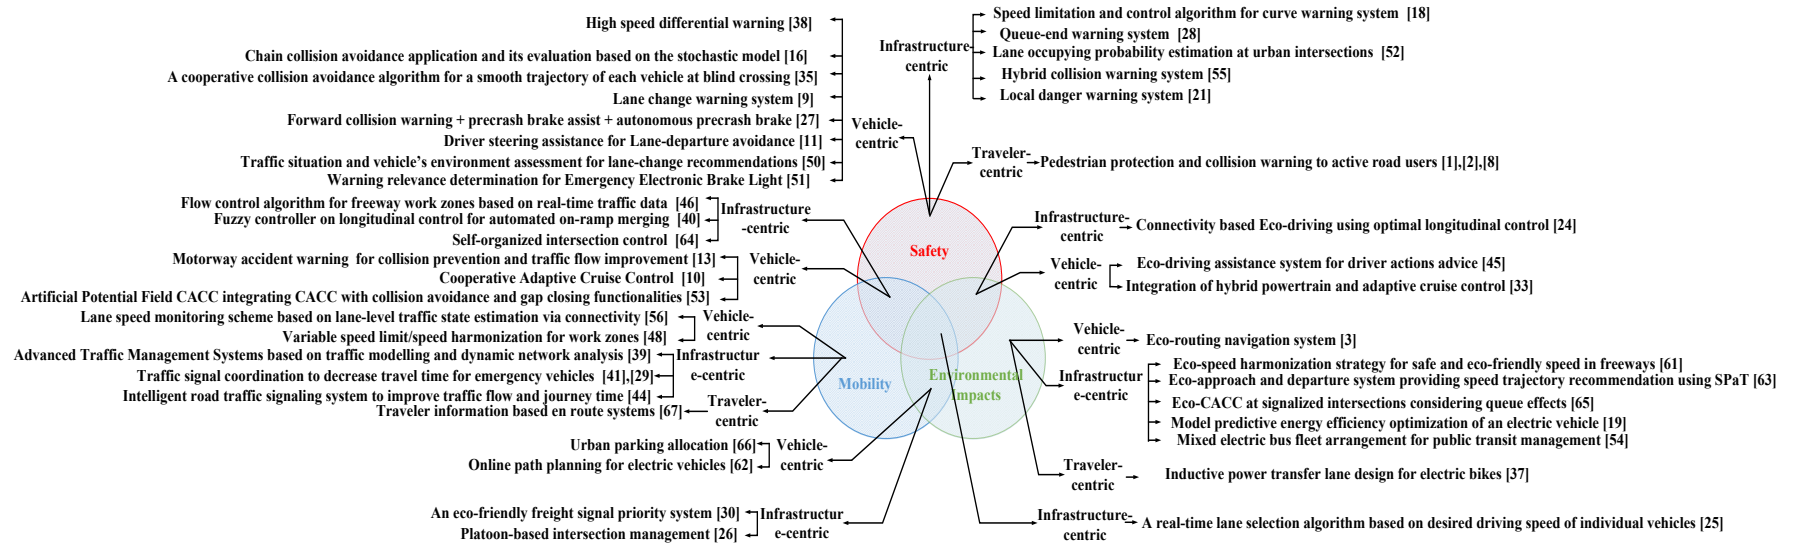 High speed differential warning [38]
Chain collision avoidance application and its evaluation based on the stochastic model [16]
A cooperative collision avoidance algorithm for a smooth trajectory of each vehicle at blind crossing [35]
Lane change warning system [9]
Forward collision warning + precrash brake assist + autonomous precrash brake [27]
Driver steering assistance for Lane-departure avoidance [11]
Traffic situation and vehicle's environment assessment for lane-change recommendations [50]
Warning relevance determination for Emergency Electronic Brake Light [51]
Vehicle-
centric
Infrastructure-
centric
Speed limitation and control algorithm for curve warning system [18]
Queue-end warning system [28]
Lane occupying probability estimation at urban intersections [52]
Hybrid collision warning system [55]
Local danger warning system [21]
Traveler-
centric
Pedestrian protection and collision warning to active road users [1],[2],[8]
Flow control algorithm for freeway work zones based on real-time traffic data [46]
Fuzzy controller on longitudinal control for automated on-ramp merging [40]
Self-organized intersection control [64]
Infrastructure
-centric
Motorway accident warning for collision prevention and traffic flow improvement [13]
Cooperative Adaptive Cruise Control [10]
Artificial Potential Field CACC integrating CACC with collision avoidance and gap closing functionalities [53]
Vehicle-
centric
Lane speed monitoring scheme based on lane-level traffic state estimation via connectivity [56]
Variable speed limit/speed harmonization for work zones [48]
Vehicle-
centric
Advanced Traffic Management Systems based on traffic modelling and dynamic network analysis [39]
Traffic signal coordination to decrease travel time for emergency vehicles [41],[29]
Intelligent road traffic signaling system to improve traffic flow and journey time [44]
Infrastructur
e-centric
Traveler information based en route systems [67]
Traveler-
centric
Urban parking allocation [66]
Online path planning for electric vehicles [62]
Vehicle-
centric
An eco-friendly freight signal priority system [30]
Platoon-based intersection management [26]
Infrastructur
e-centric
Safety
Mobility
Environmental
Impacts
Infrastructure-
centric
Connectivity based Eco-driving using optimal longitudinal control [24]
Vehicle-
centric
Eco-driving assistance system for driver actions advice [45]
Integration of hybrid powertrain and adaptive cruise control [33]
Vehicle-
centric
Eco-routing navigation system [3]
Infrastructur
e-centric
Eco-speed harmonization strategy for safe and eco-friendly speed in freeways [61]
Eco-approach and departure system providing speed trajectory recommendation using SPaT [63]
Eco-CACC at signalized intersections considering queue effects [65]
Model predictive energy efficiency optimization of an electric vehicle [19]
Mixed electric bus fleet arrangement for public transit management [54]
Traveler-
centric
Inductive power transfer lane design for electric bikes [37]
Infrastructure-
centric
A real-time lane selection algorithm based on desired driving speed of individual vehicles [25]